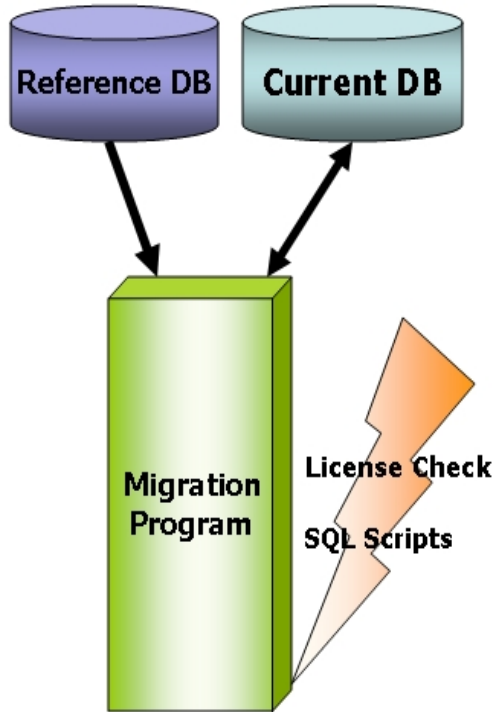 Reference DB
Current DB
Migration
Program
License Check
SQL Scripts